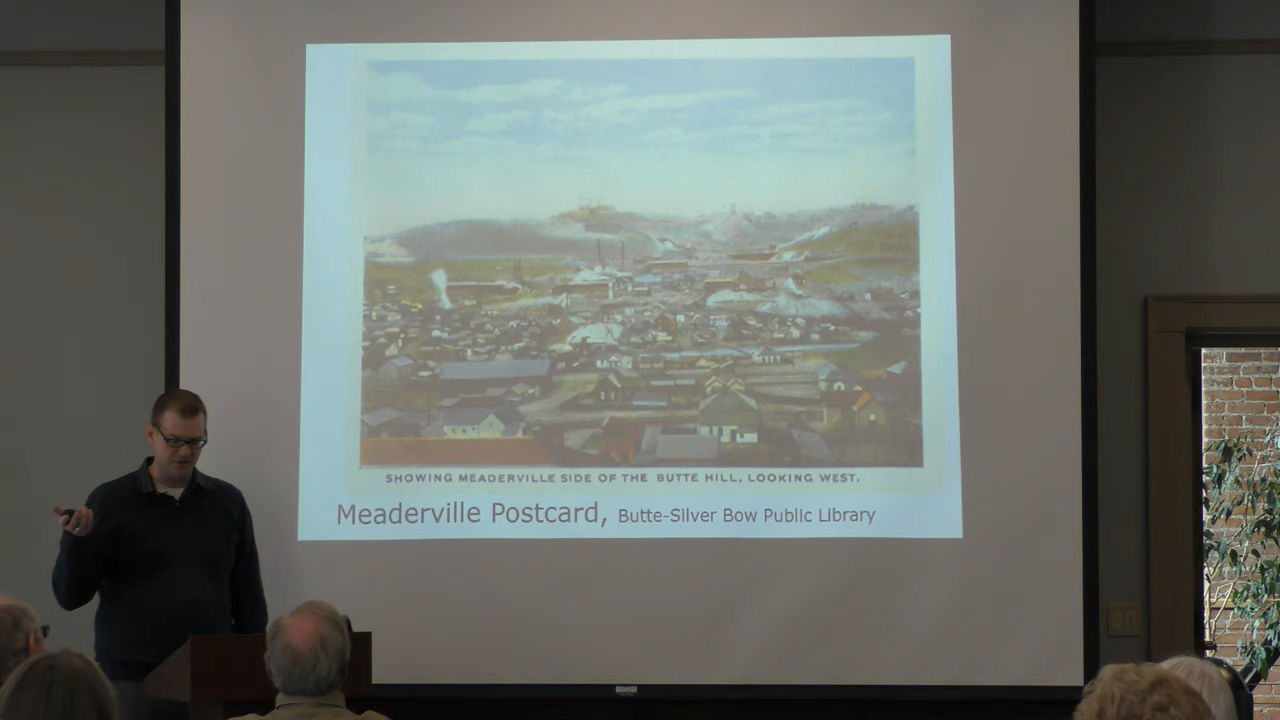 SHOWING MEADERVILLE SIDE OF THE BUTTE HILL, LOOKING WEST.
Meaderville Postcard, Butte-Silver Bow Public Library